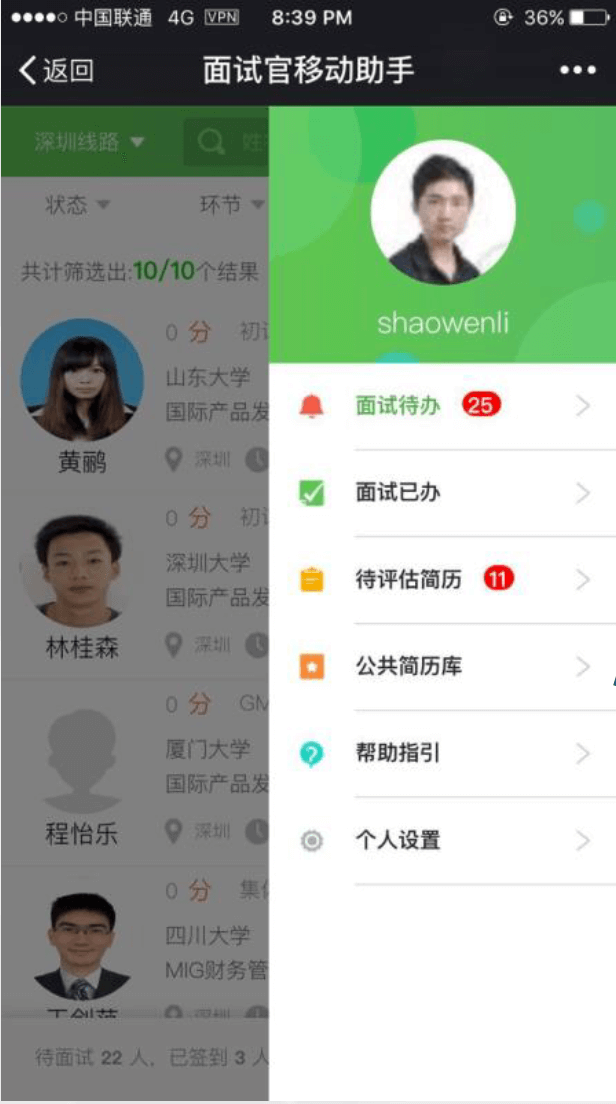 中国联通 4G VPN 8:39 PM 36%
返回 面试官移动助手
深圳线路
状态 环节
共计筛选出:10/10个结果
0 分
山东大学
国际产品发
黄鹂
深圳
0 分
深圳大学
国际产品发
林桂森
深圳
0 分 GM
厦门大学
国际产品发
程怡乐
深圳
0 分
四川大学
MIG财务管
深圳
待面试 22 人，已签到 3 人
shaowenli
面试待办 25
面试已办
待评估简历 11
公共简历库
帮助指引
个人设置